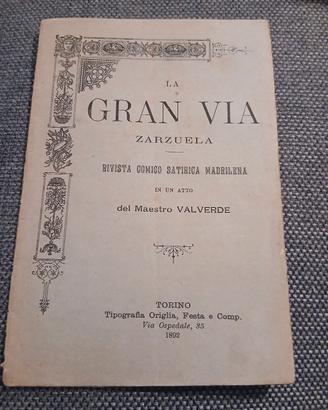 LA
GRAN VIA
ZARZUELA
RIVISTA COMICO SATIRICA MADRILENA
IN UN ATTO
del Maestro VALVERDE
TORINO
Tipografia Origlia, Festa e Comp.
Via Ospedale, 35
1892